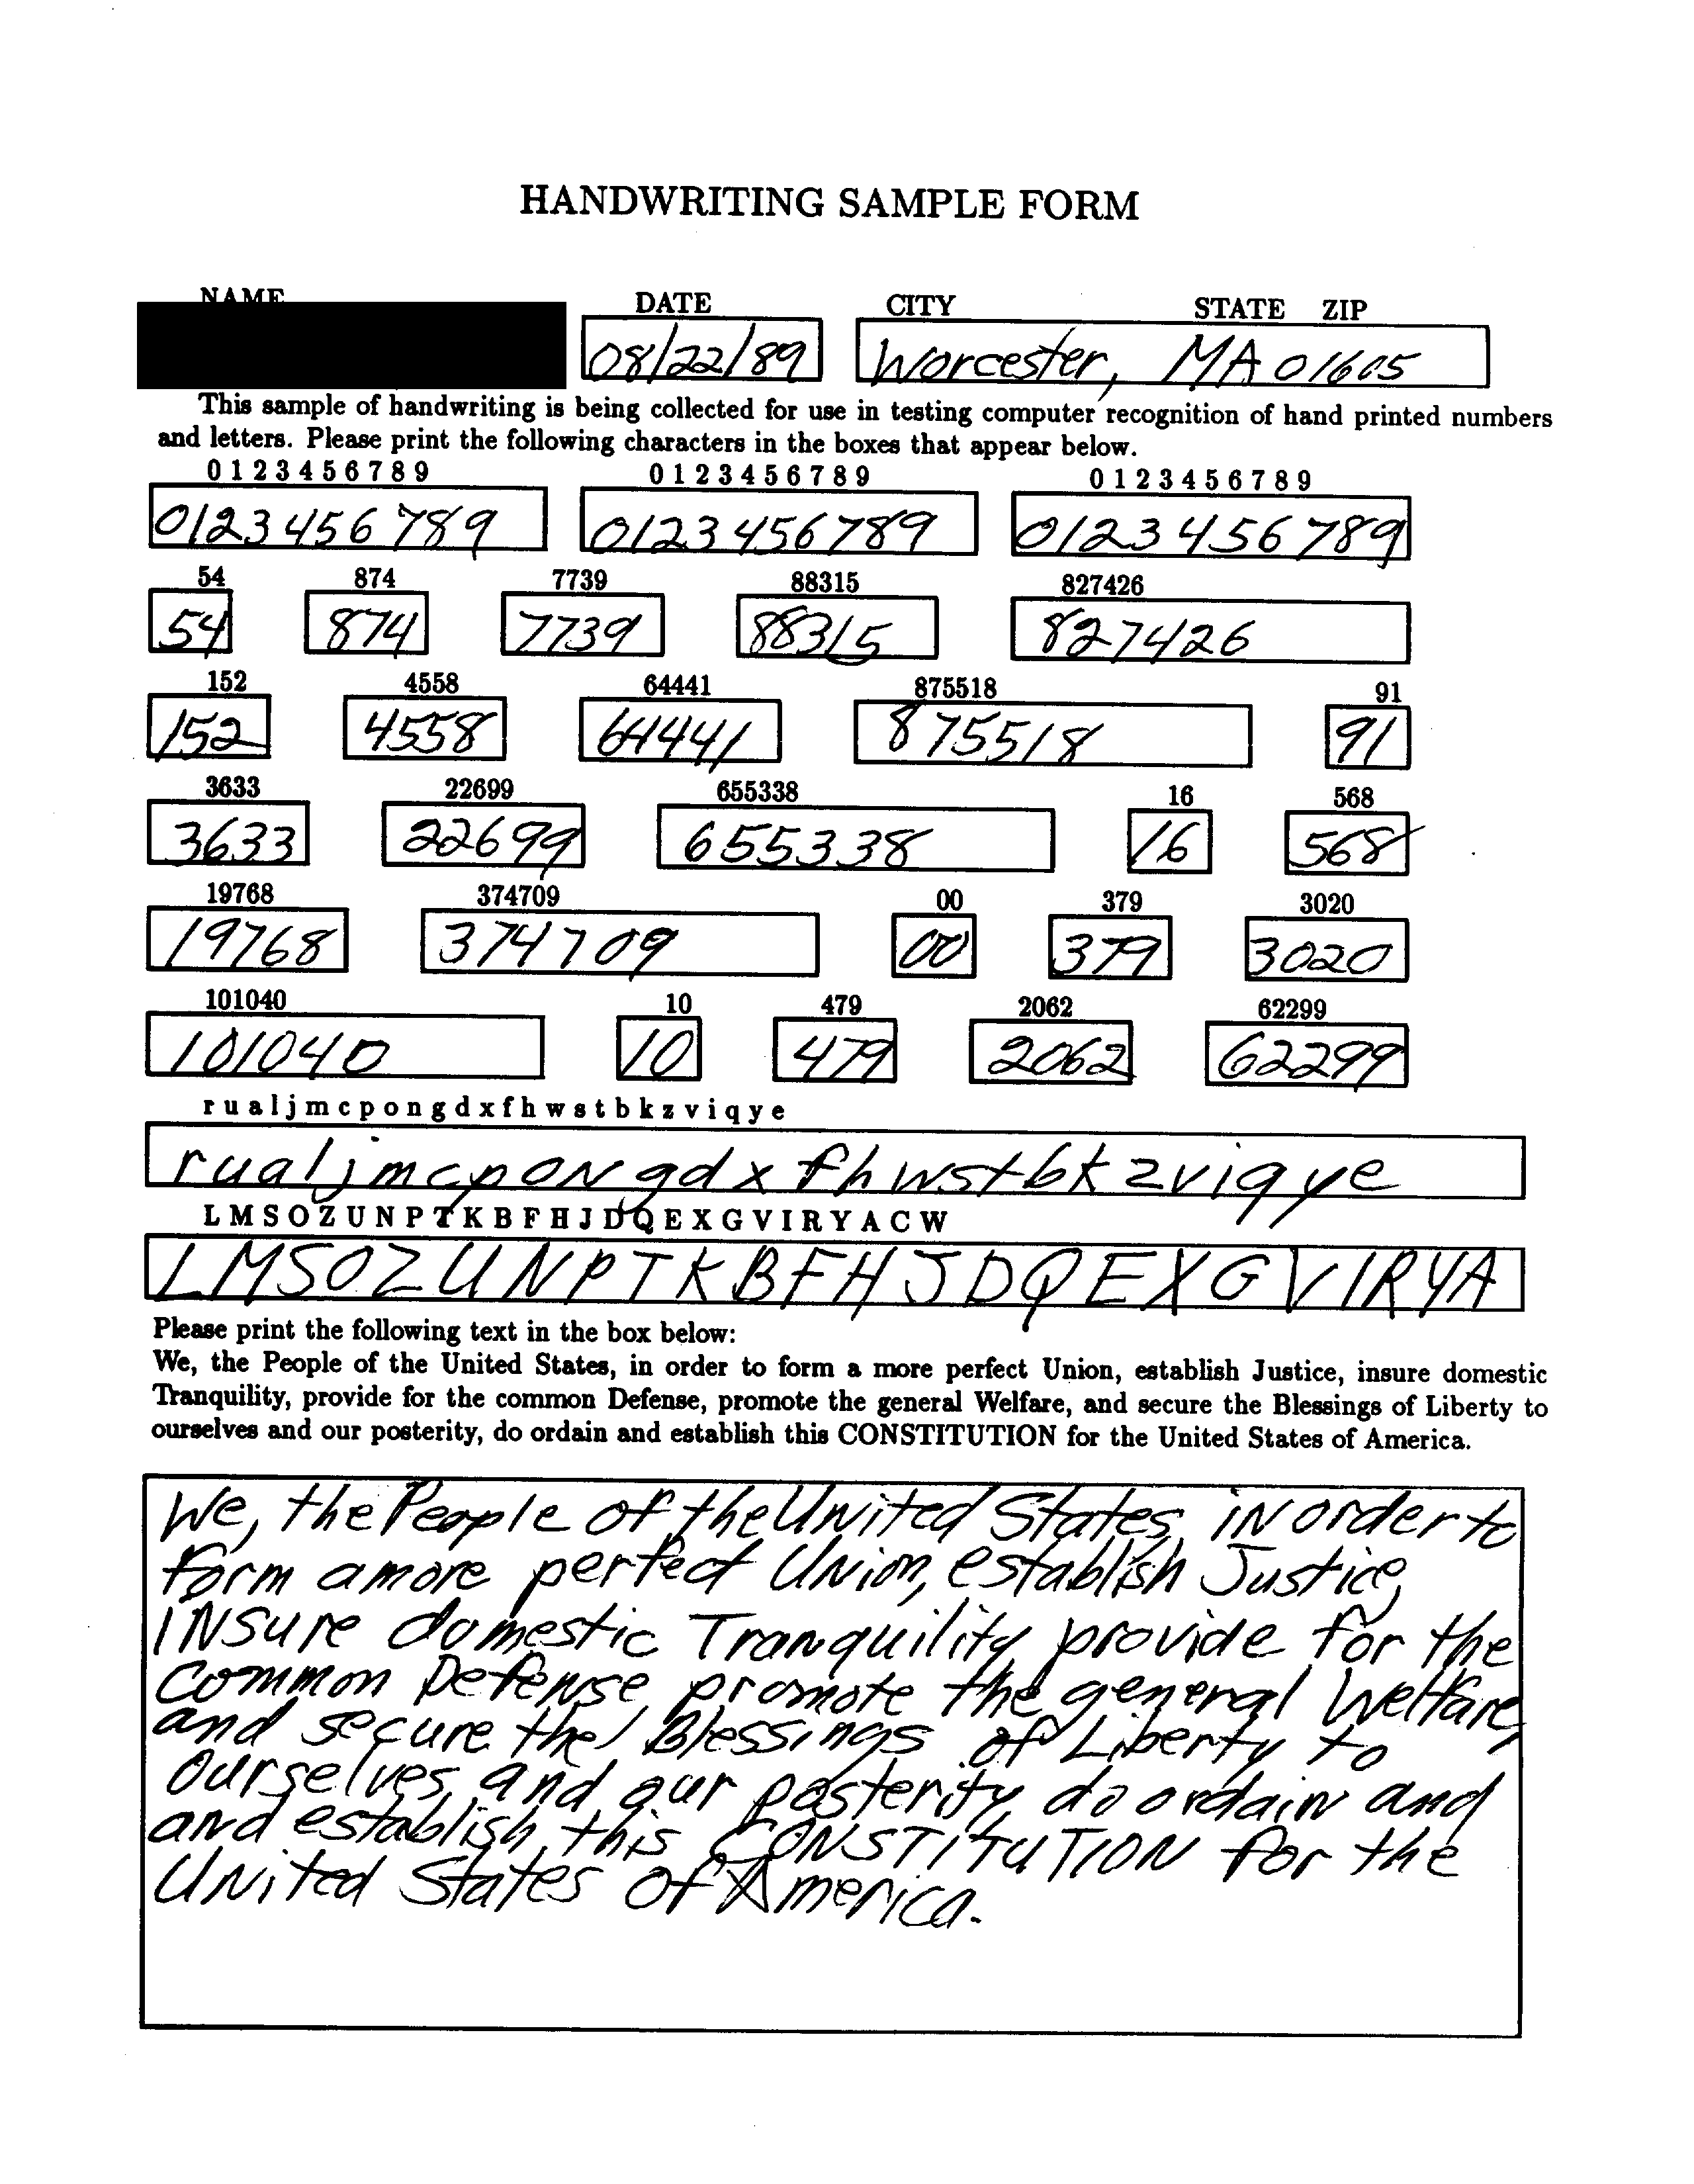 HANDWRITING SAMPLE FORM
NAME DATE CITY STATE ZIP
08/22/89 Worcester, MA 01605
This sample of handwriting is being collected for use in testing computer recognition of hand printed numbers
and letters. Please print the following characters in the boxes that appear below.
0 1 2 3 4 5 6 7 8 9 0 1 2 3 4 5 6 7 8 9 0 1 2 3 4 5 6 7 8 9
0123456789 0123456789 0123456789
54 874 7739 88315 827426
54 874 7739 88315 827426
152 4558 64441 875518 91
152 4558 64441 875518 91
3633 22699 655338 16 568
3633 22699 655338 16 568
19768 374709 00 379 3020
19768 374709 00 379 3020
101040 10 479 2062 62299
101040 10 479 2062 62299
r u a l j m c p o n g d x f h w s t b k z v i q y e
rualjmcpoNgdxfhwstbkzviqye
L M S O Z U N P T K B F H J D Q E X G V I R Y A C W
LMSOZUNPTKBFHJDQEXGVIRYA
Please print the following text in the box below:
We, the People of the United States, in order to form a more perfect Union, establish Justice, insure domestic
Tranquility, provide for the common Defense, promote the general Welfare, and secure the Blessings of Liberty to
ourselves and our posterity, do ordain and establish this CONSTITUTION for the United States of America.
We, the People of the United States, in order to
form a more perfect Union, establish Justice,
INSure domestic Tranquility, provide for the
common Defense, promote the general Welfare,
and secure the Blessings of Liberty to
ourselves and our posterity, do ordain and
and establish this CONSTITUTION for the
United States of America.